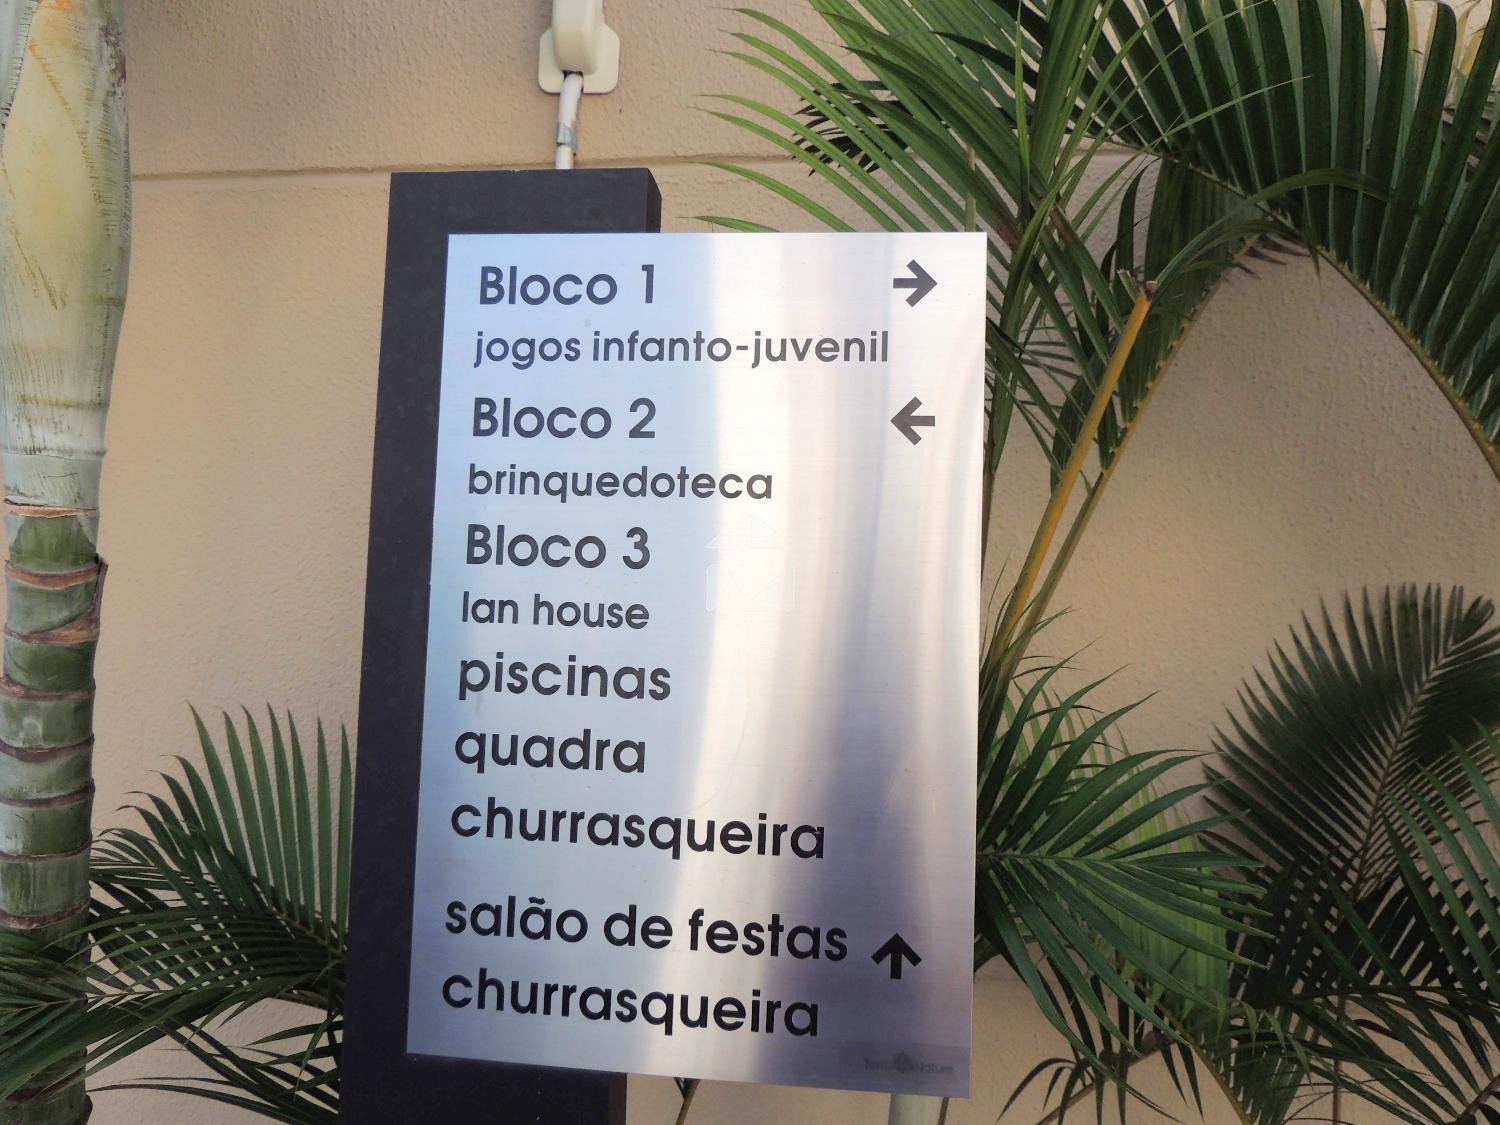 Bloco 1 →
jogos infanto-juvenil
Bloco 2 ←
brinquedoteca
Bloco 3
lan house
piscinas
quadra
churrasqueira
salão de festas ↑
churrasqueira